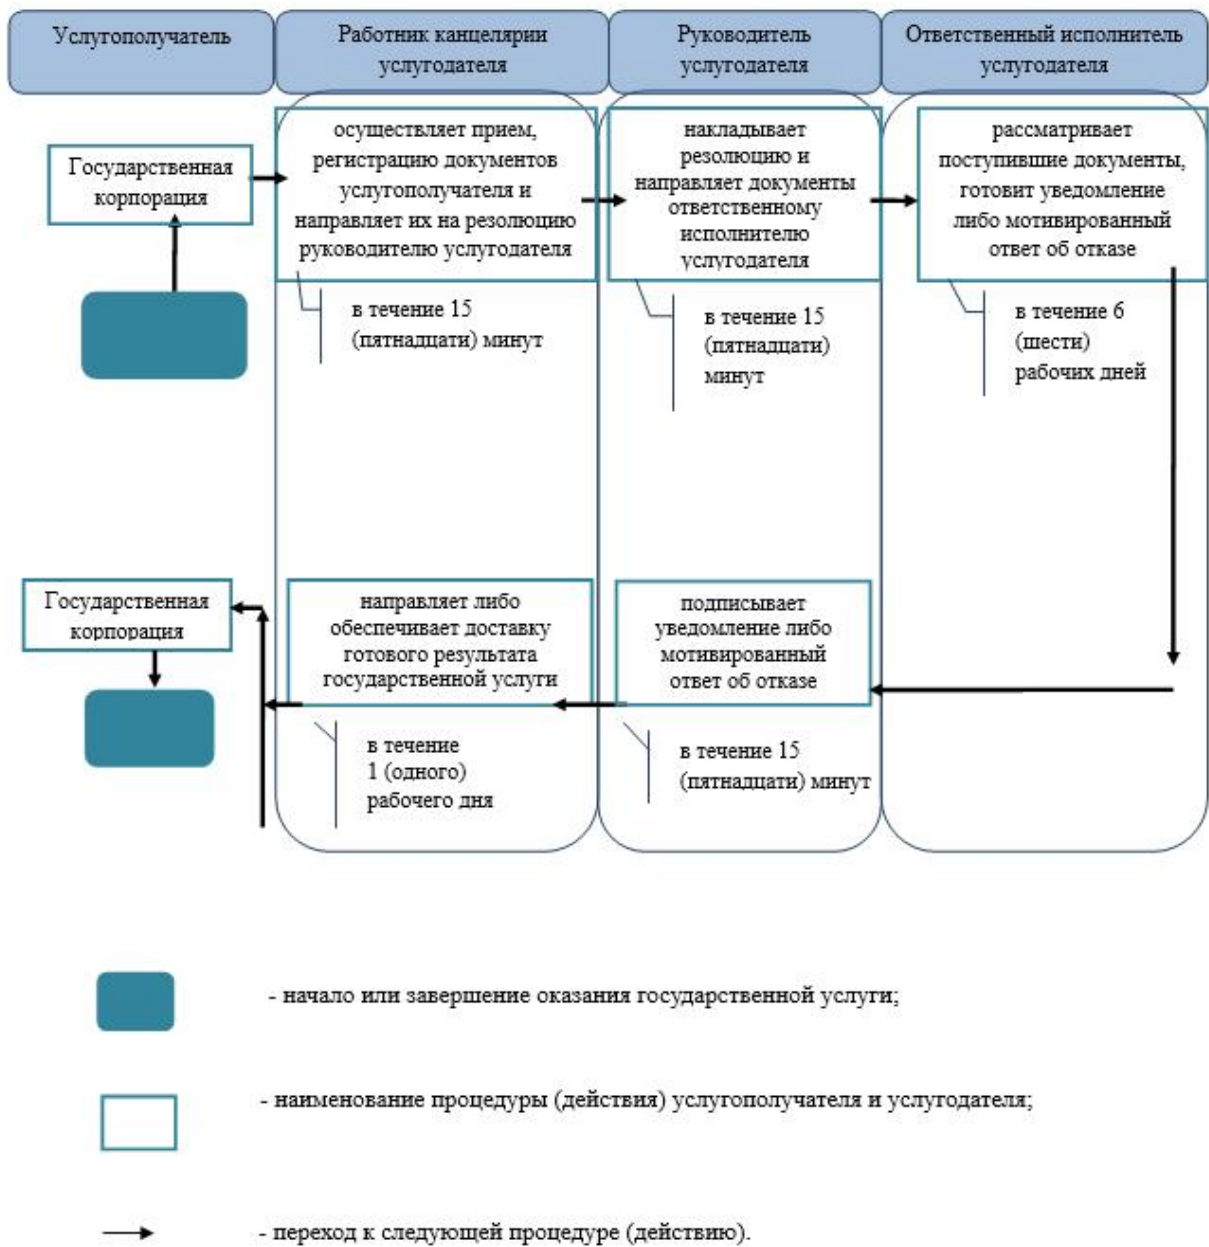 Услугополучатель
Работник канцелярии
услугодателя
Руководитель
услугодателя
Ответственный исполнитель
услугодателя
Государственная
корпорация
осуществляет прием,
регистрацию документов
услугополучателя и
направляет их на резолюцию
руководителю услугодателя
накладывает
резолюцию и
направляет документы
ответственному
исполнителю
услугодателя
рассматривает
поступившие документы,
готовит уведомление
либо мотивированный
ответ об отказе
в течение 15
(пятнадцати) минут
в течение 15
(пятнадцати)
минут
в течение 6
(шести)
рабочих дней
Государственная
корпорация
направляет либо
обеспечивает доставку
готового результата
государственной услуги
подписывает
уведомление либо
мотивированный
ответ об отказе
в течение
1 (одного)
рабочего дня
в течение 15
(пятнадцати) минут
- начало или завершение оказания государственной услуги;
- наименование процедуры (действия) услугополучателя и услугодателя;
- переход к следующей процедуре (действию).